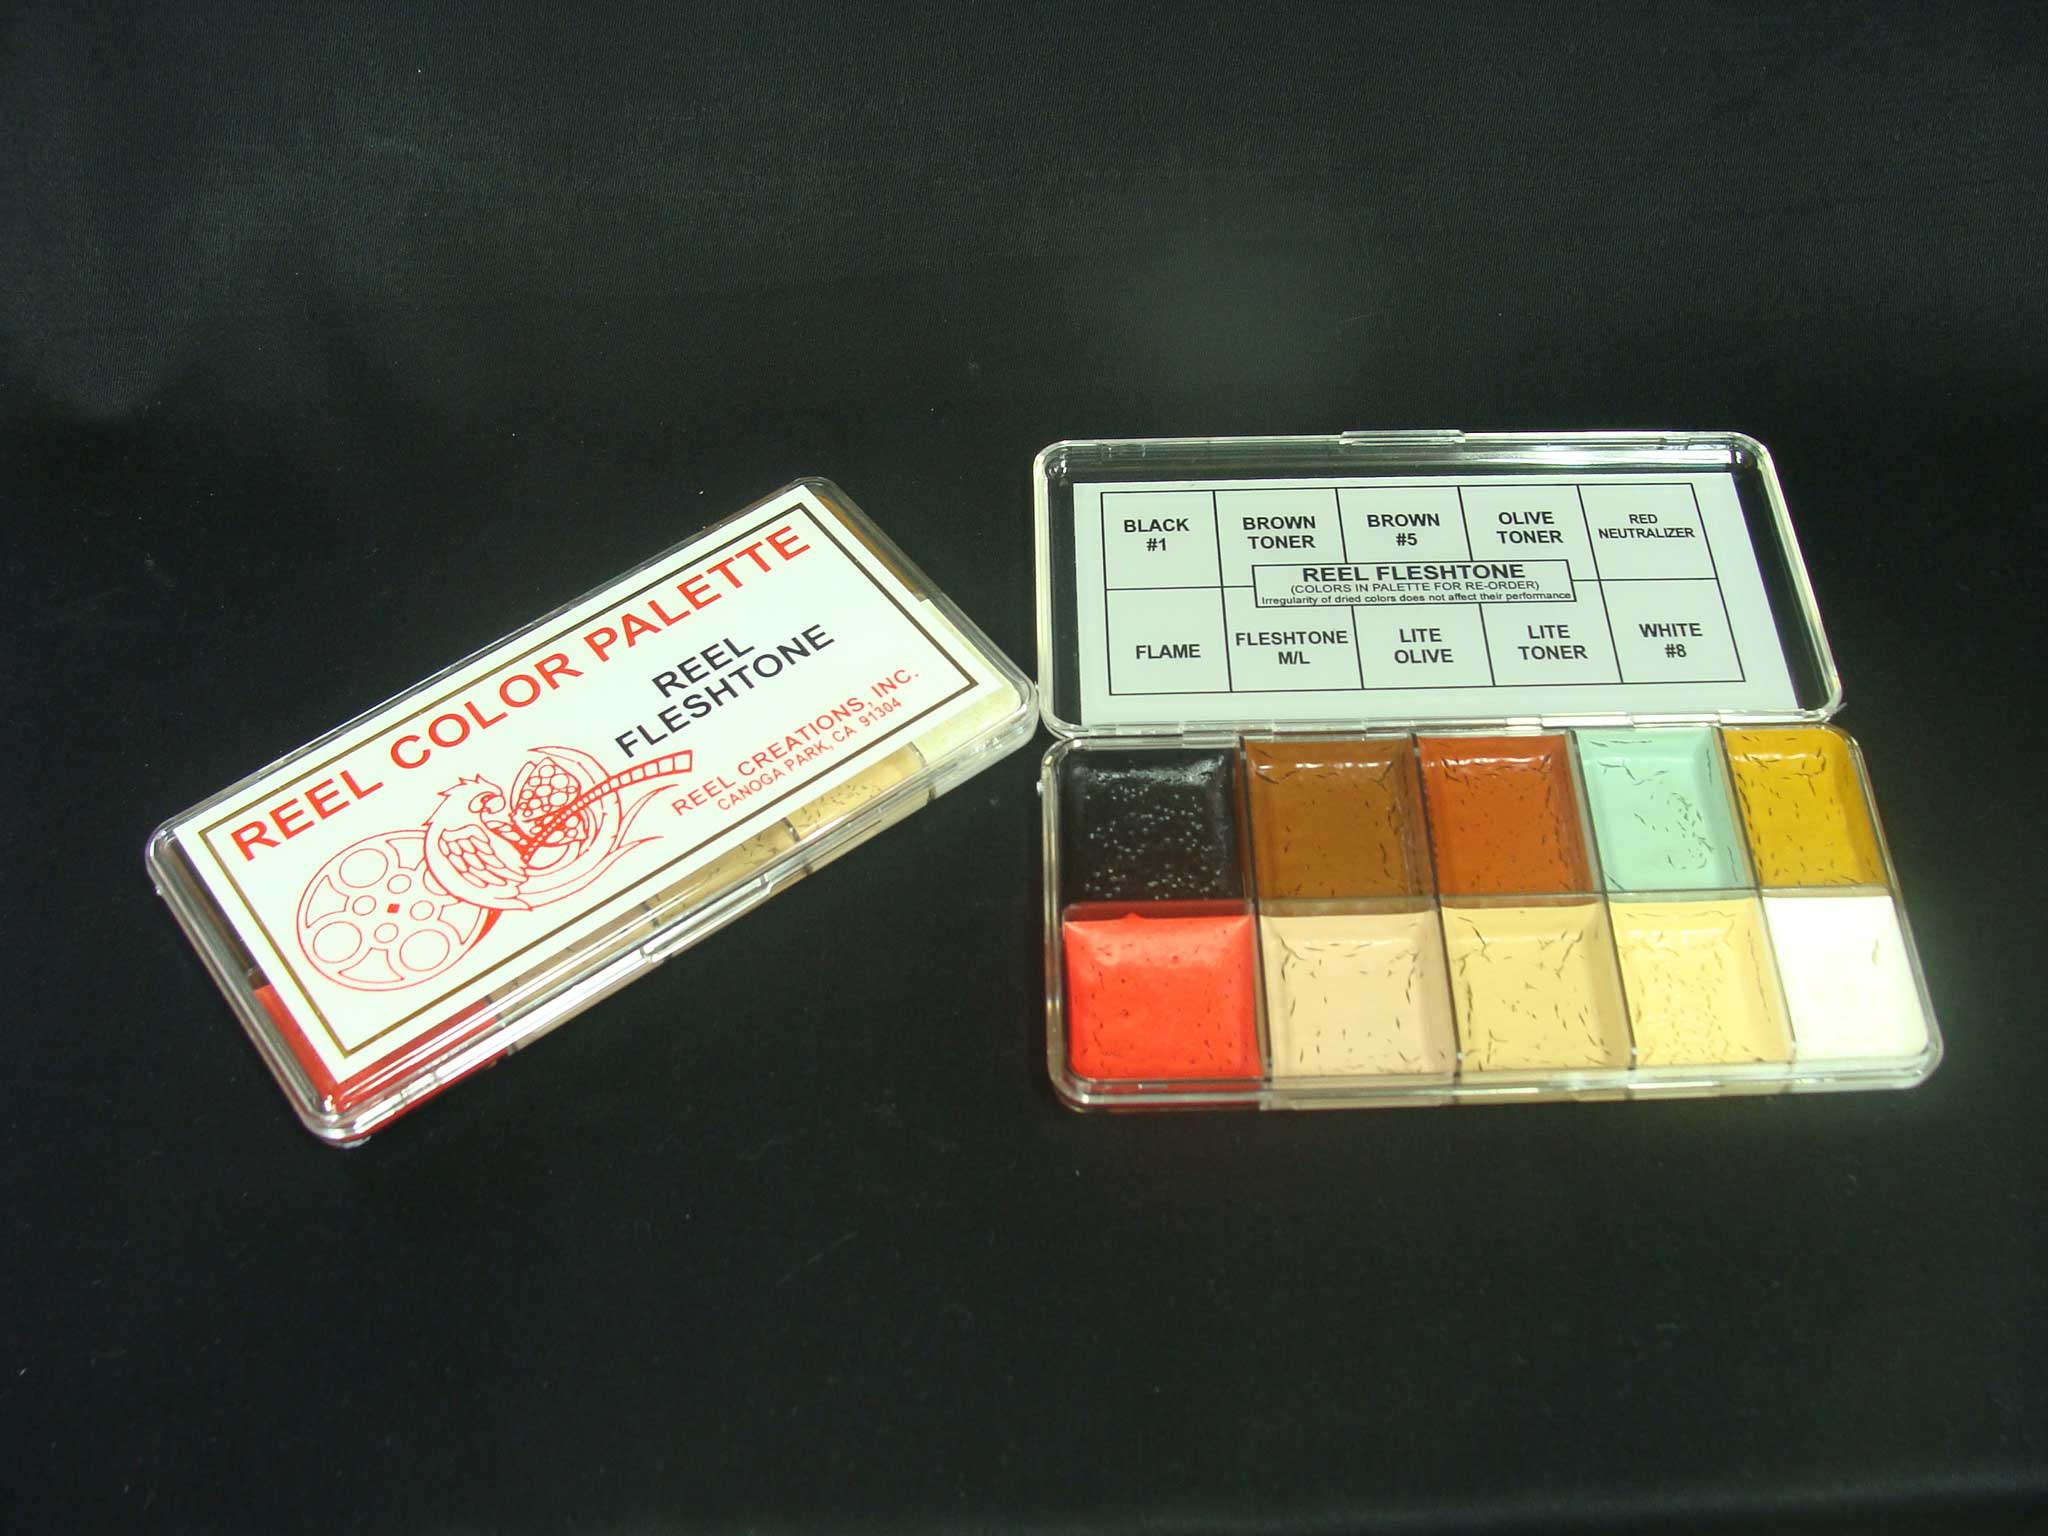 REEL COLOR PALETTE
REEL
FLESHTONE
REEL CREATIONS, INC.
CANOGA PARK, CA 91304
BLACK
#1
BROWN
TONER
BROWN
#5
OLIVE
TONER
RED
NEUTRALIZER
REEL FLESHTONE
(COLORS IN PALETTE FOR RE-ORDER)
Irregularity of dried colors does not affect their performance
FLAME
FLESHTONE
M/L
LITE
OLIVE
LITE
TONER
WHITE
#8